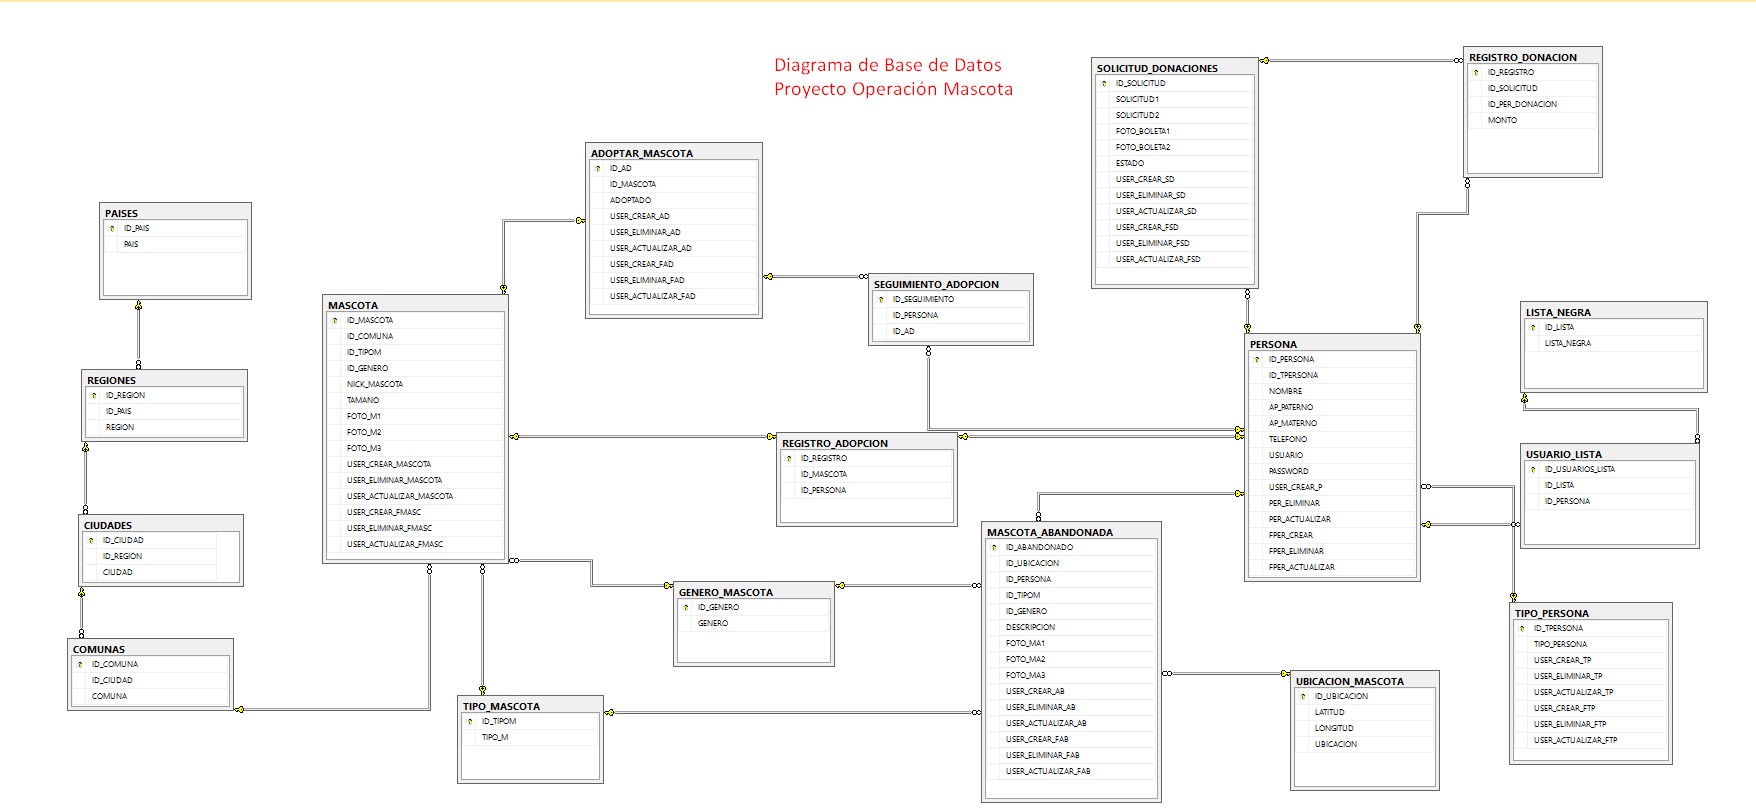 Diagrama de Base de Datos
Proyecto Operación Mascota
PAISES
ID_PAIS
PAIS
REGIONES
ID_REGION
ID_PAIS
REGION
CIUDADES
ID_CIUDAD
ID_REGION
CIUDAD
COMUNAS
ID_COMUNA
ID_CIUDAD
COMUNA
MASCOTA
ID_MASCOTA
ID_COMUNA
ID_TIPOM
ID_GENERO
NICK_MASCOTA
TAMANO
FOTO_M1
FOTO_M2
FOTO_M3
USER_CREAR_MASCOTA
USER_ELIMINAR_MASCOTA
USER_ACTUALIZAR_MASCOTA
USER_CREAR_FMASC
USER_ELIMINAR_FMASC
USER_ACTUALIZAR_FMASC
ADOPTAR_MASCOTA
ID_AD
ID_MASCOTA
ADOPTADO
USER_CREAR_AD
USER_ELIMINAR_AD
USER_ACTUALIZAR_AD
USER_CREAR_FAD
USER_ELIMINAR_FAD
USER_ACTUALIZAR_FAD
SEGUIMIENTO_ADOPCION
ID_SEGUIMIENTO
ID_PERSONA
ID_AD
REGISTRO_ADOPCION
ID_REGISTRO
ID_MASCOTA
ID_PERSONA
GENERO_MASCOTA
ID_GENERO
GENERO
TIPO_MASCOTA
ID_TIPOM
TIPO_M
MASCOTA_ABANDONADA
ID_ABANDONADO
ID_UBICACION
ID_PERSONA
ID_TIPOM
ID_GENERO
DESCRIPCION
FOTO_MA1
FOTO_MA2
FOTO_MA3
USER_CREAR_AB
USER_ELIMINAR_AB
USER_ACTUALIZAR_AB
USER_CREAR_FAB
USER_ELIMINAR_FAB
USER_ACTUALIZAR_FAB
SOLICITUD_DONACIONES
ID_SOLICITUD
SOLICITUD1
SOLICITUD2
FOTO_BOLETA1
FOTO_BOLETA2
ESTADO
USER_CREAR_SD
USER_ELIMINAR_SD
USER_ACTUALIZAR_SD
USER_CREAR_FSD
USER_ELIMINAR_FSD
USER_ACTUALIZAR_FSD
REGISTRO_DONACION
ID_REGISTRO
ID_SOLICITUD
ID_PER_DONACION
MONTO
PERSONA
ID_PERSONA
ID_TPERSONA
NOMBRE
AP_PATERNO
AP_MATERNO
TELEFONO
USUARIO
PASSWORD
USER_CREAR_P
PER_ELIMINAR
PER_ACTUALIZAR
FPER_CREAR
FPER_ELIMINAR
FPER_ACTUALIZAR
LISTA_NEGRA
ID_LISTA
LISTA_NEGRA
USUARIO_LISTA
ID_USUARIOS_LISTA
ID_LISTA
ID_PERSONA
TIPO_PERSONA
ID_TPERSONA
TIPO_PERSONA
USER_CREAR_TP
USER_ELIMINAR_TP
USER_ACTUALIZAR_TP
USER_CREAR_FTP
USER_ELIMINAR_FTP
USER_ACTUALIZAR_FTP
UBICACION_MASCOTA
ID_UBICACION
LATITUD
LONGITUD
UBICACION